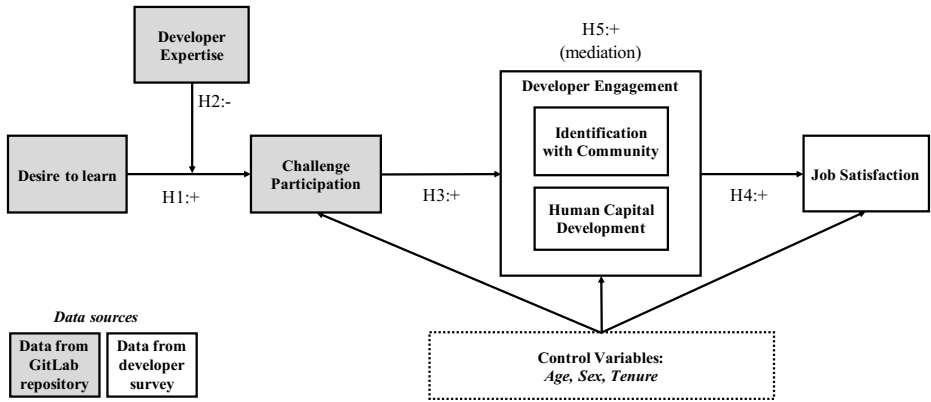 Developer
Expertise
H2:-
Desire to learn
H1:+
Challenge
Participation
H3:+
H5:+
(mediation)
Developer Engagement
Identification
with Community
Human Capital
Development
H4:+
Job Satisfaction
Control Variables:
Age, Sex, Tenure
Data sources
Data from
GitLab
repository
Data from
developer
survey